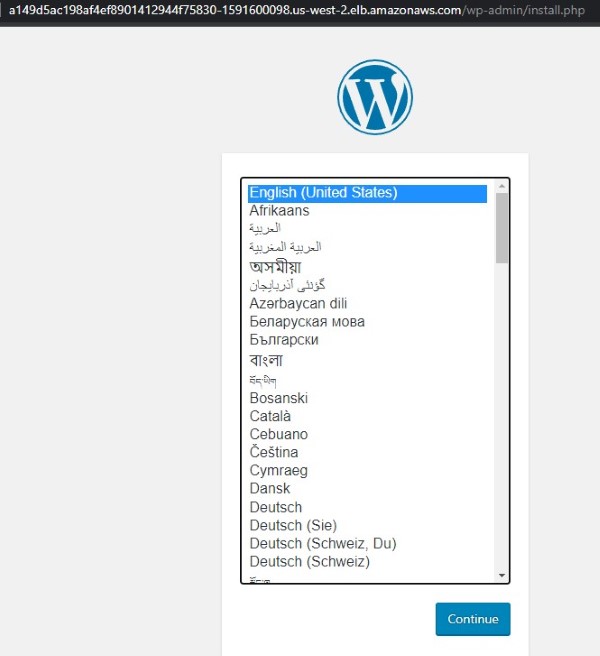 a149d5ac198af4ef8901412944f75830-1591600098.us-west-2.elb.amazonaws.com/wp-admin/install.php
English (United States)
Afrikaans
العربية
العربية المغربية
অসমীয়া
گؤنئی آذربایجان
Azərbaycan dili
Беларуская мова
Български
বাংলা
བོད་ཡིག
Bosanski
Català
Cebuano
Čeština
Cymraeg
Dansk
Deutsch
Deutsch (Sie)
Deutsch (Schweiz, Du)
Deutsch (Schweiz)
Continue